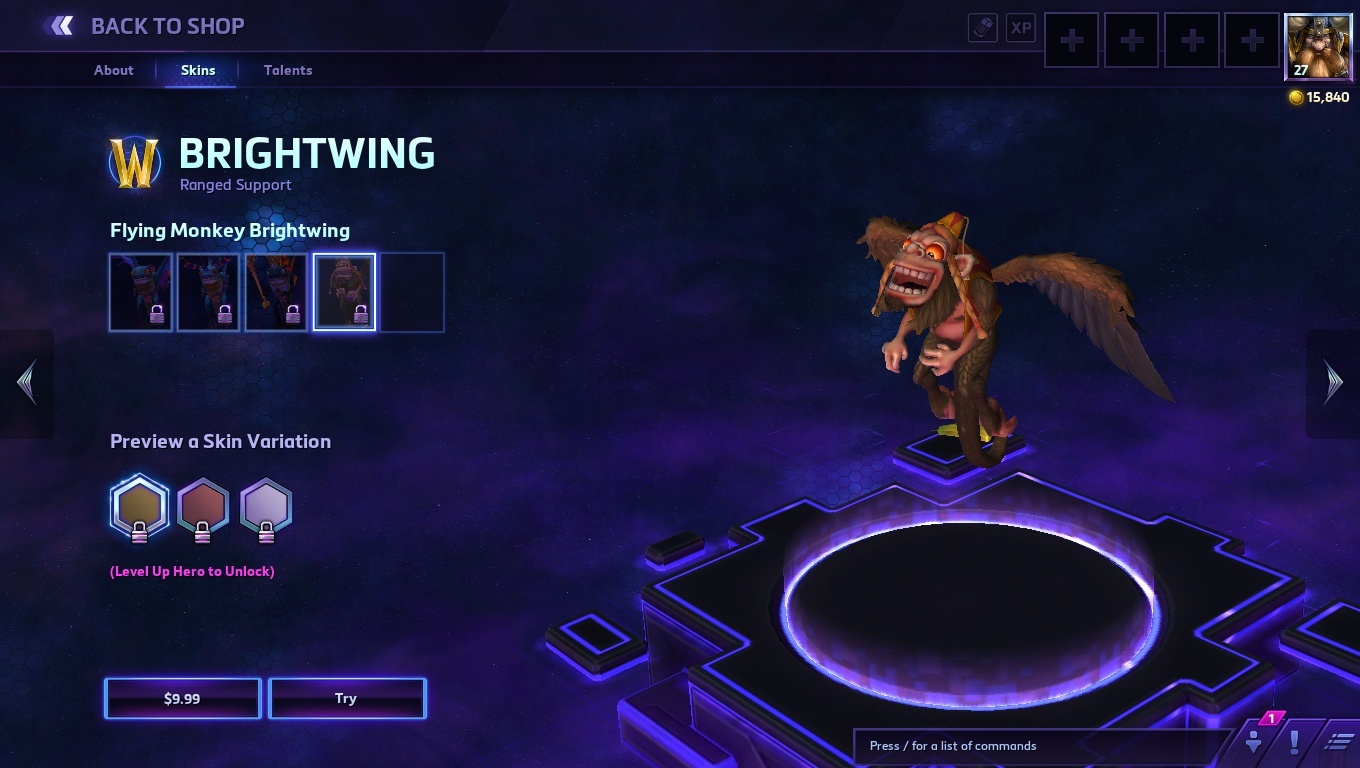 BACK TO SHOP
XP
27
15,840
About
Skins
Talents
W
BRIGHTWING
Ranged Support
Flying Monkey Brightwing
Preview a Skin Variation
(Level Up Hero to Unlock)
$9.99
Try
1
Press / for a list of commands